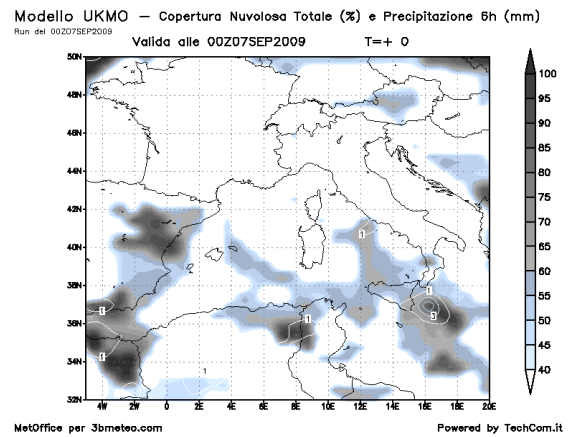 Modello UKMO – Copertura Nuvolosa Totale (%) e Precipitazione 6h (mm)
Run del 00Z07SEP2009
Valida alle 00Z07SEP2009 T=+ 0
50N
48N
46N
44N
42N
40N
38N
36N
34N
32N
4W 2W 0 2E 4E 6E 8E 10E 12E 14E 16E 18E 20E
100
95
90
85
80
75
70
65
60
55
50
45
40
1
1
1
5
1
1
1
MetOffice per 3bmeteo.com Powered by TechCom.it